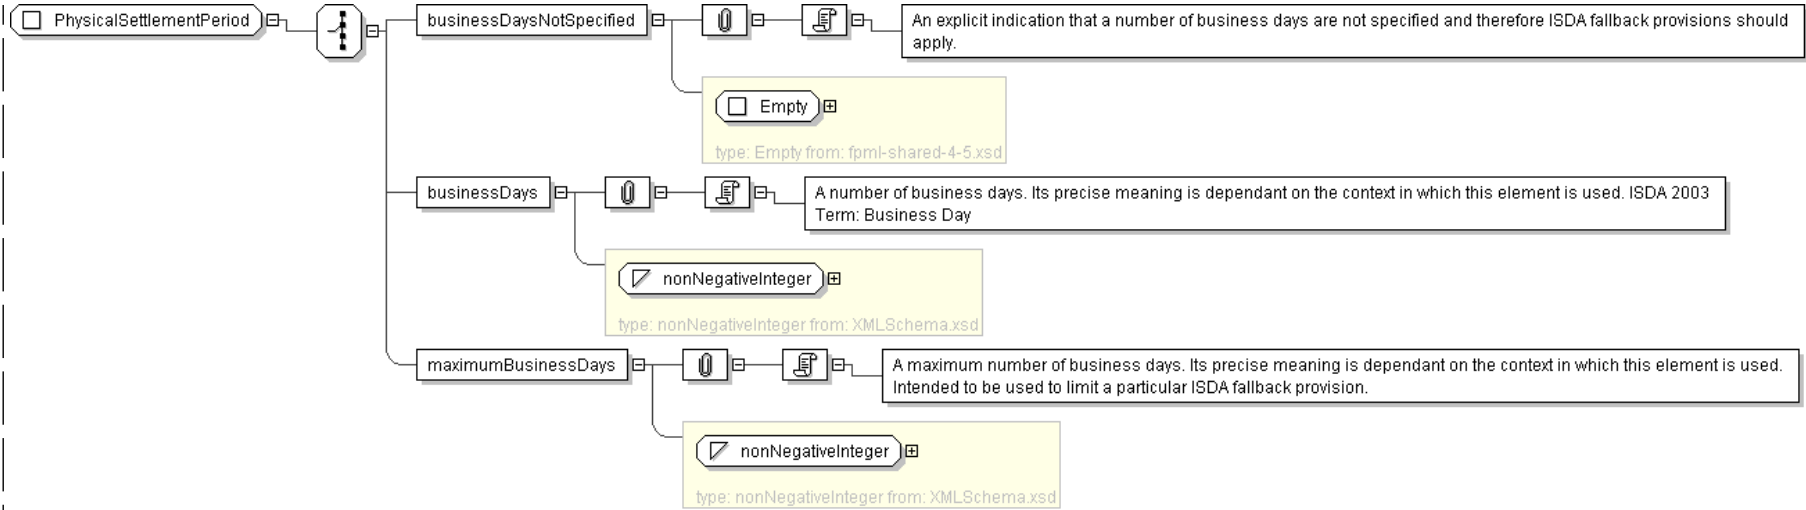 PhysicalSettlementPeriod
businessDaysNotSpecified
An explicit indication that a number of business days are not specified and therefore ISDA fallback provisions should
apply.
Empty
type: Empty from: fpml-shared-4-5.xsd
businessDays
A number of business days. Its precise meaning is dependant on the context in which this element is used. ISDA 2003
Term: Business Day
nonNegativeInteger
type: nonNegativeInteger from: XMLSchema.xsd
maximumBusinessDays
A maximum number of business days. Its precise meaning is dependant on the context in which this element is used.
Intended to be used to limit a particular ISDA fallback provision.
nonNegativeInteger
type: nonNegativeInteger from: XMLSchema.xsd